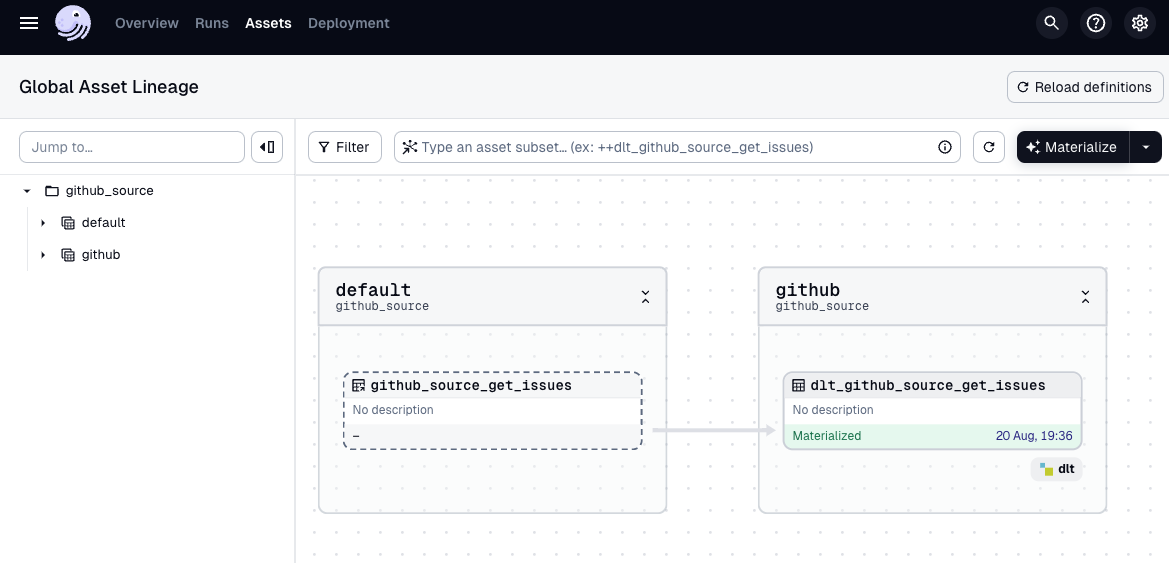 Overview Runs Assets Deployment
Global Asset Lineage
Reload definitions
Jump to...
Filter
Type an asset subset... (ex: ++dlt_github_source_get_issues)
Materialize
github_source
default
github
default
github_source
github_source_get_issues
No description
–
github
github_source
dlt_github_source_get_issues
No description
Materialized 20 Aug, 19:36
dlt